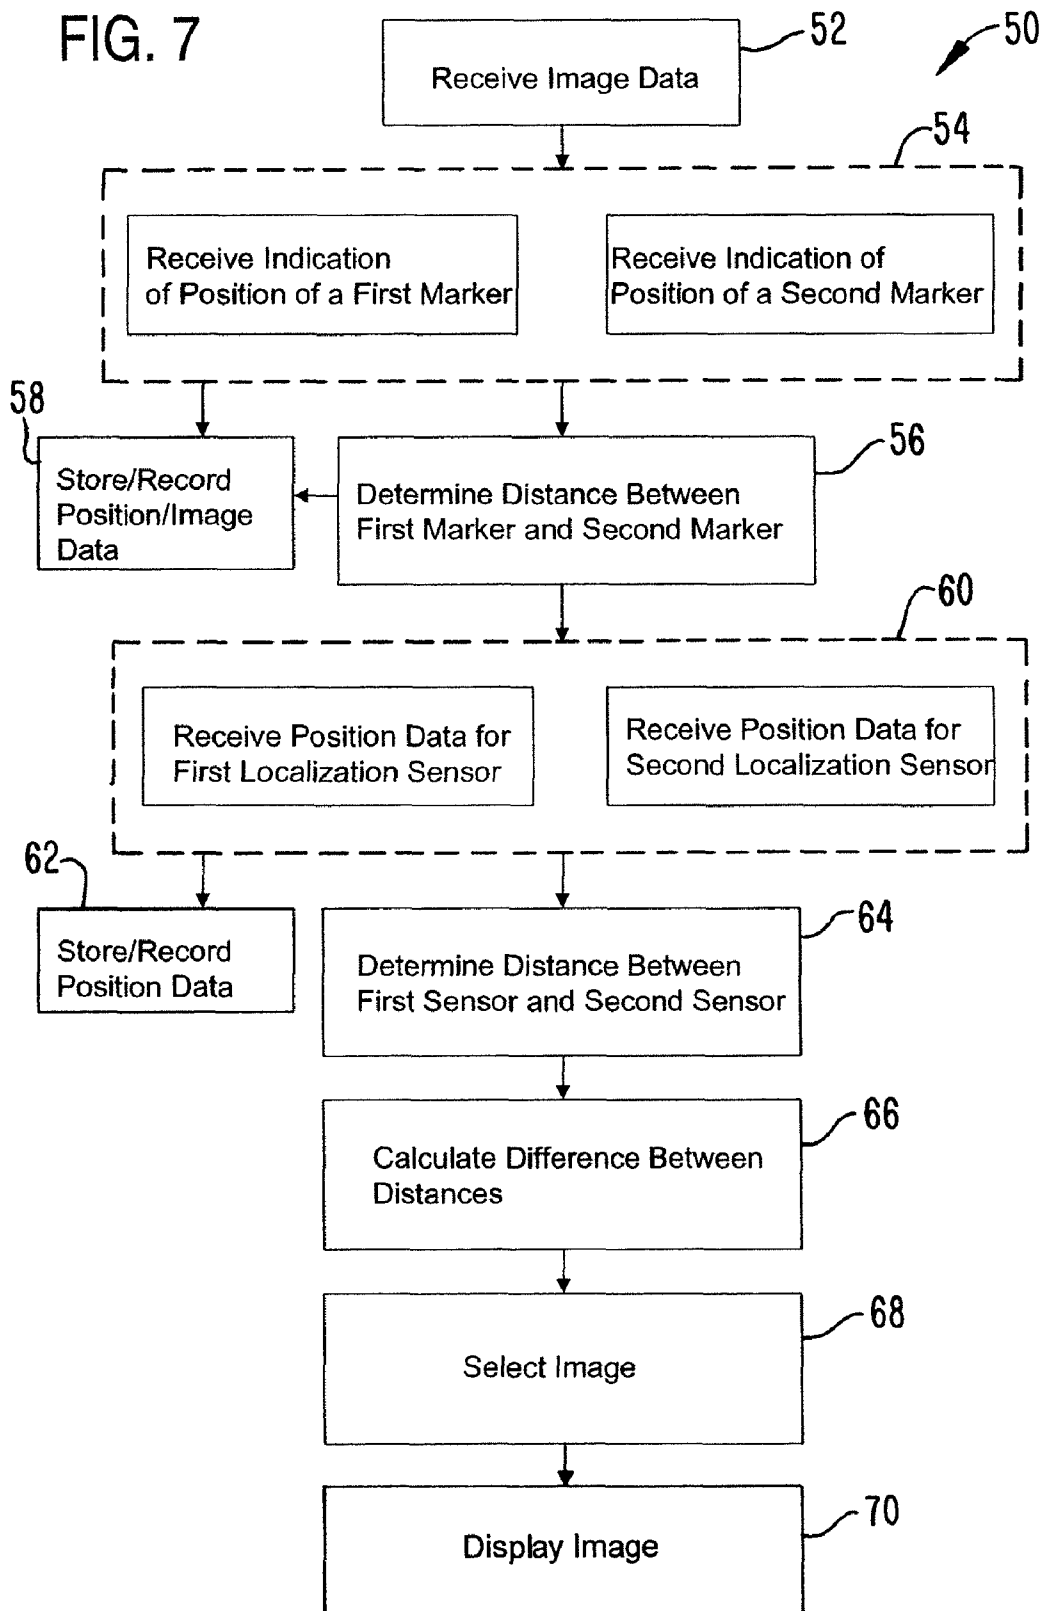 FIG. 7
52
50
Receive Image Data
54
Receive Indication
of Position of a First Marker
Receive Indication of
Position of a Second Marker
58
56
Store/Record
Position/Image
Data
Determine Distance Between
First Marker and Second Marker
60
Receive Position Data for
First Localization Sensor
Receive Position Data for
Second Localization Sensor
62
64
Store/Record
Position Data
Determine Distance Between
First Sensor and Second Sensor
66
Calculate Difference Between
Distances
68
Select Image
70
Display Image